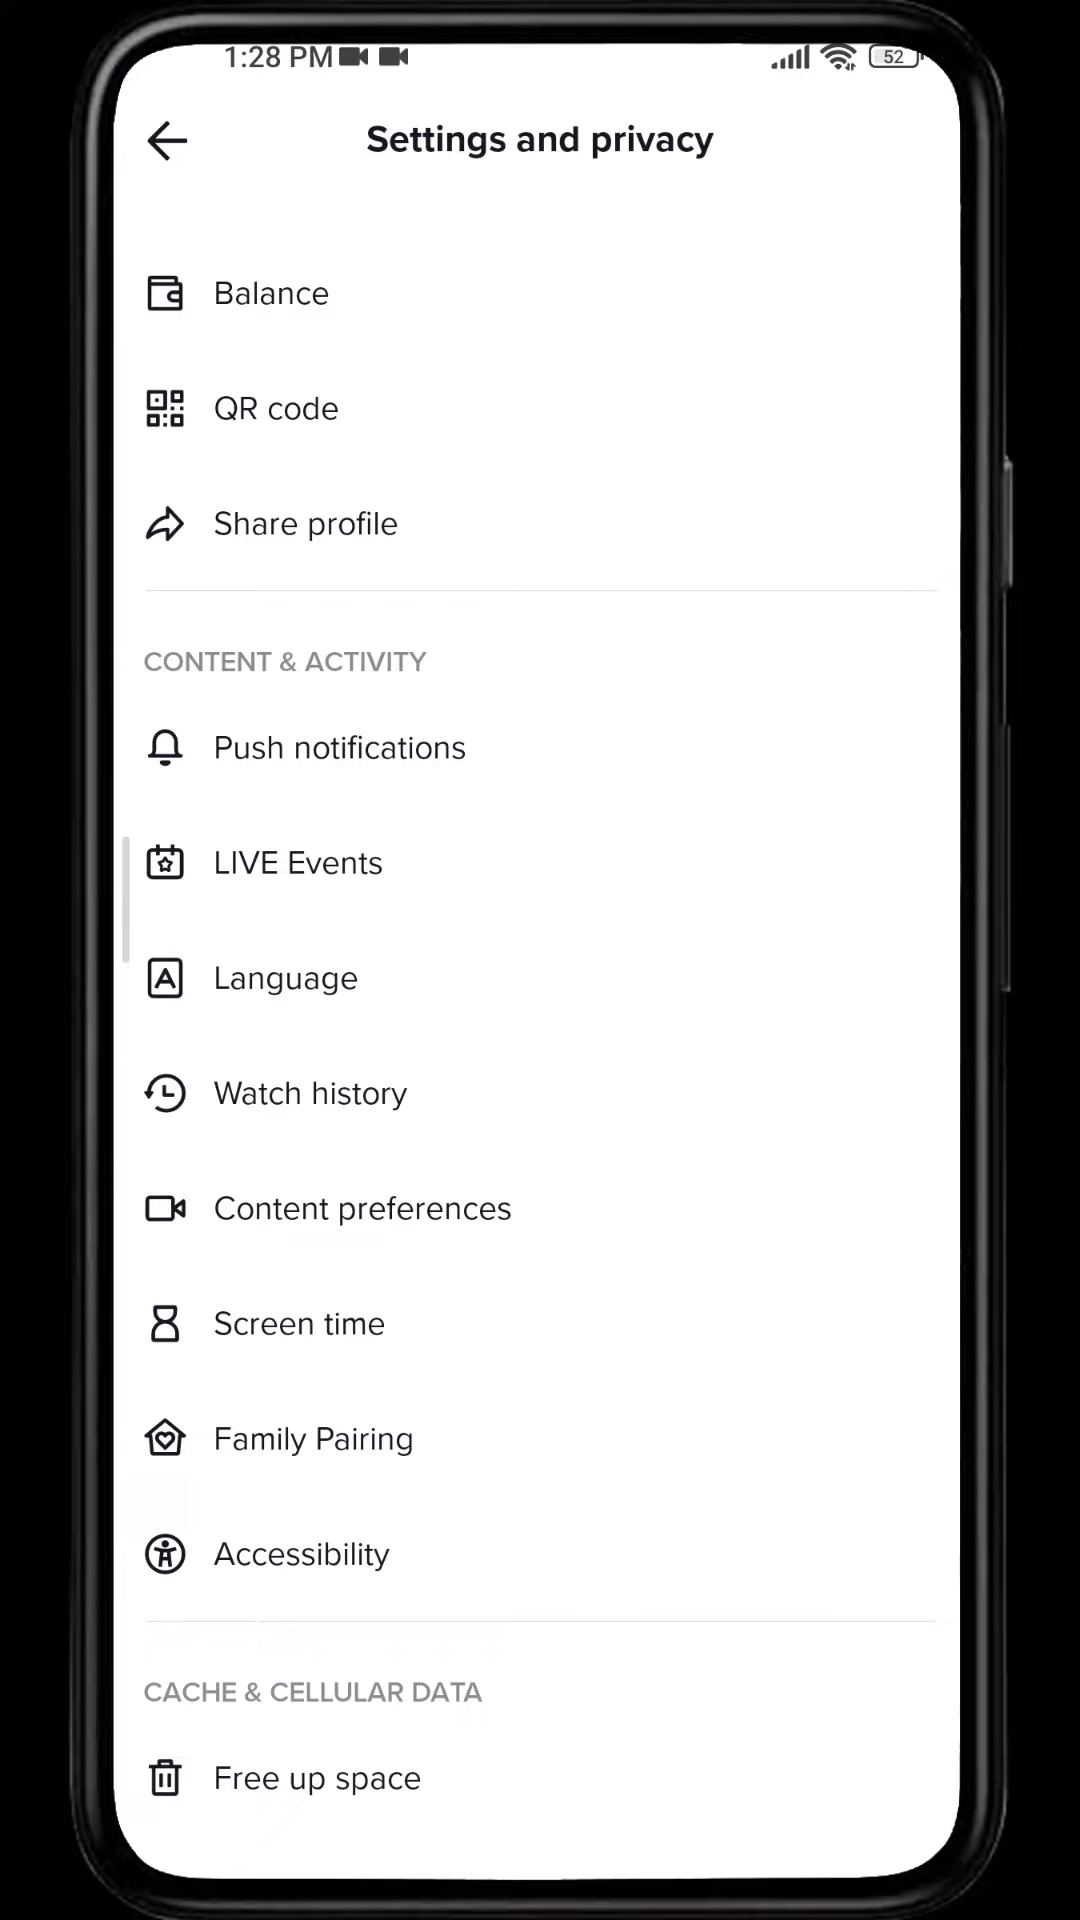 1:28 PM
52
Settings and privacy
Balance
QR code
Share profile
CONTENT & ACTIVITY
Push notifications
LIVE Events
Language
Watch history
Content preferences
Screen time
Family Pairing
Accessibility
CACHE & CELLULAR DATA
Free up space